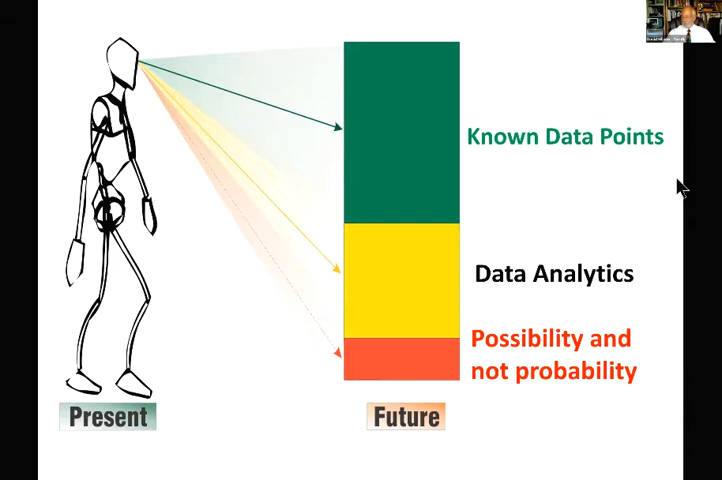 Known Data Points
Data Analytics
Possibility and
not probability
Present
Future